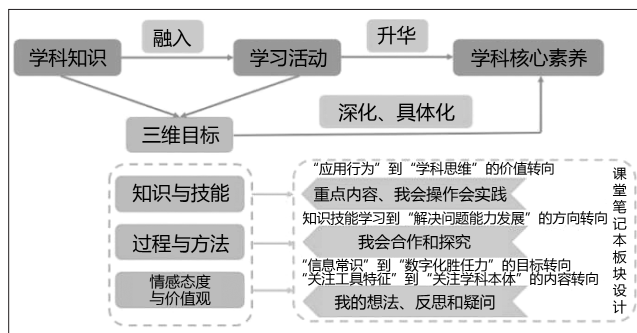 融入
升华
学科知识
学习活动
学科核心素养
深化、具体化
三维目标
“应用行为”到“学科思维”的价值转向
知识与技能
重点内容、我会操作会实践
知识技能学习到“解决问题能力发展”的方向转向
过程与方法
我会合作和探究
“信息常识”到“数字化胜任力”的目标转向
“关注工具特征”到“关注学科本体”的内容转向
情感态度
与价值观
我的想法、反思和疑问
课堂笔记本板块设计